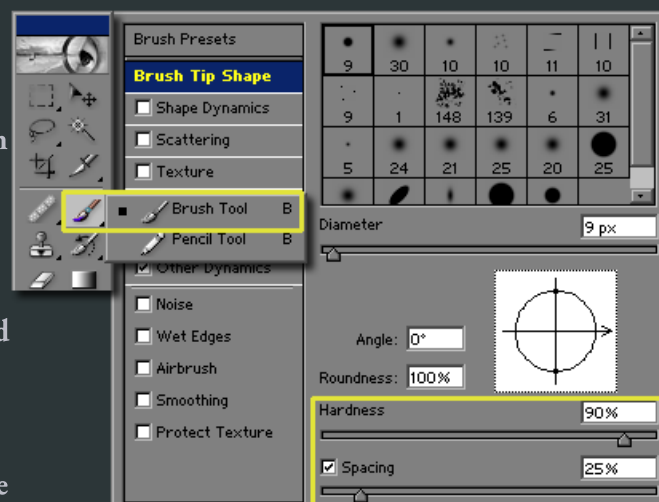 Brush Presets
Brush Tip Shape
Shape Dynamics
Scattering
Texture
Brush Tool B
Pencil Tool B
Other Dynamics
Noise
Wet Edges
Airbrush
Smoothing
Protect Texture
9 30 10 10 11 10
9 1 148 139 6 31
5 24 21 25 20 25
Diameter 9 px
Angle: 0°
Roundness: 100%
Hardness 90%
Spacing 25%